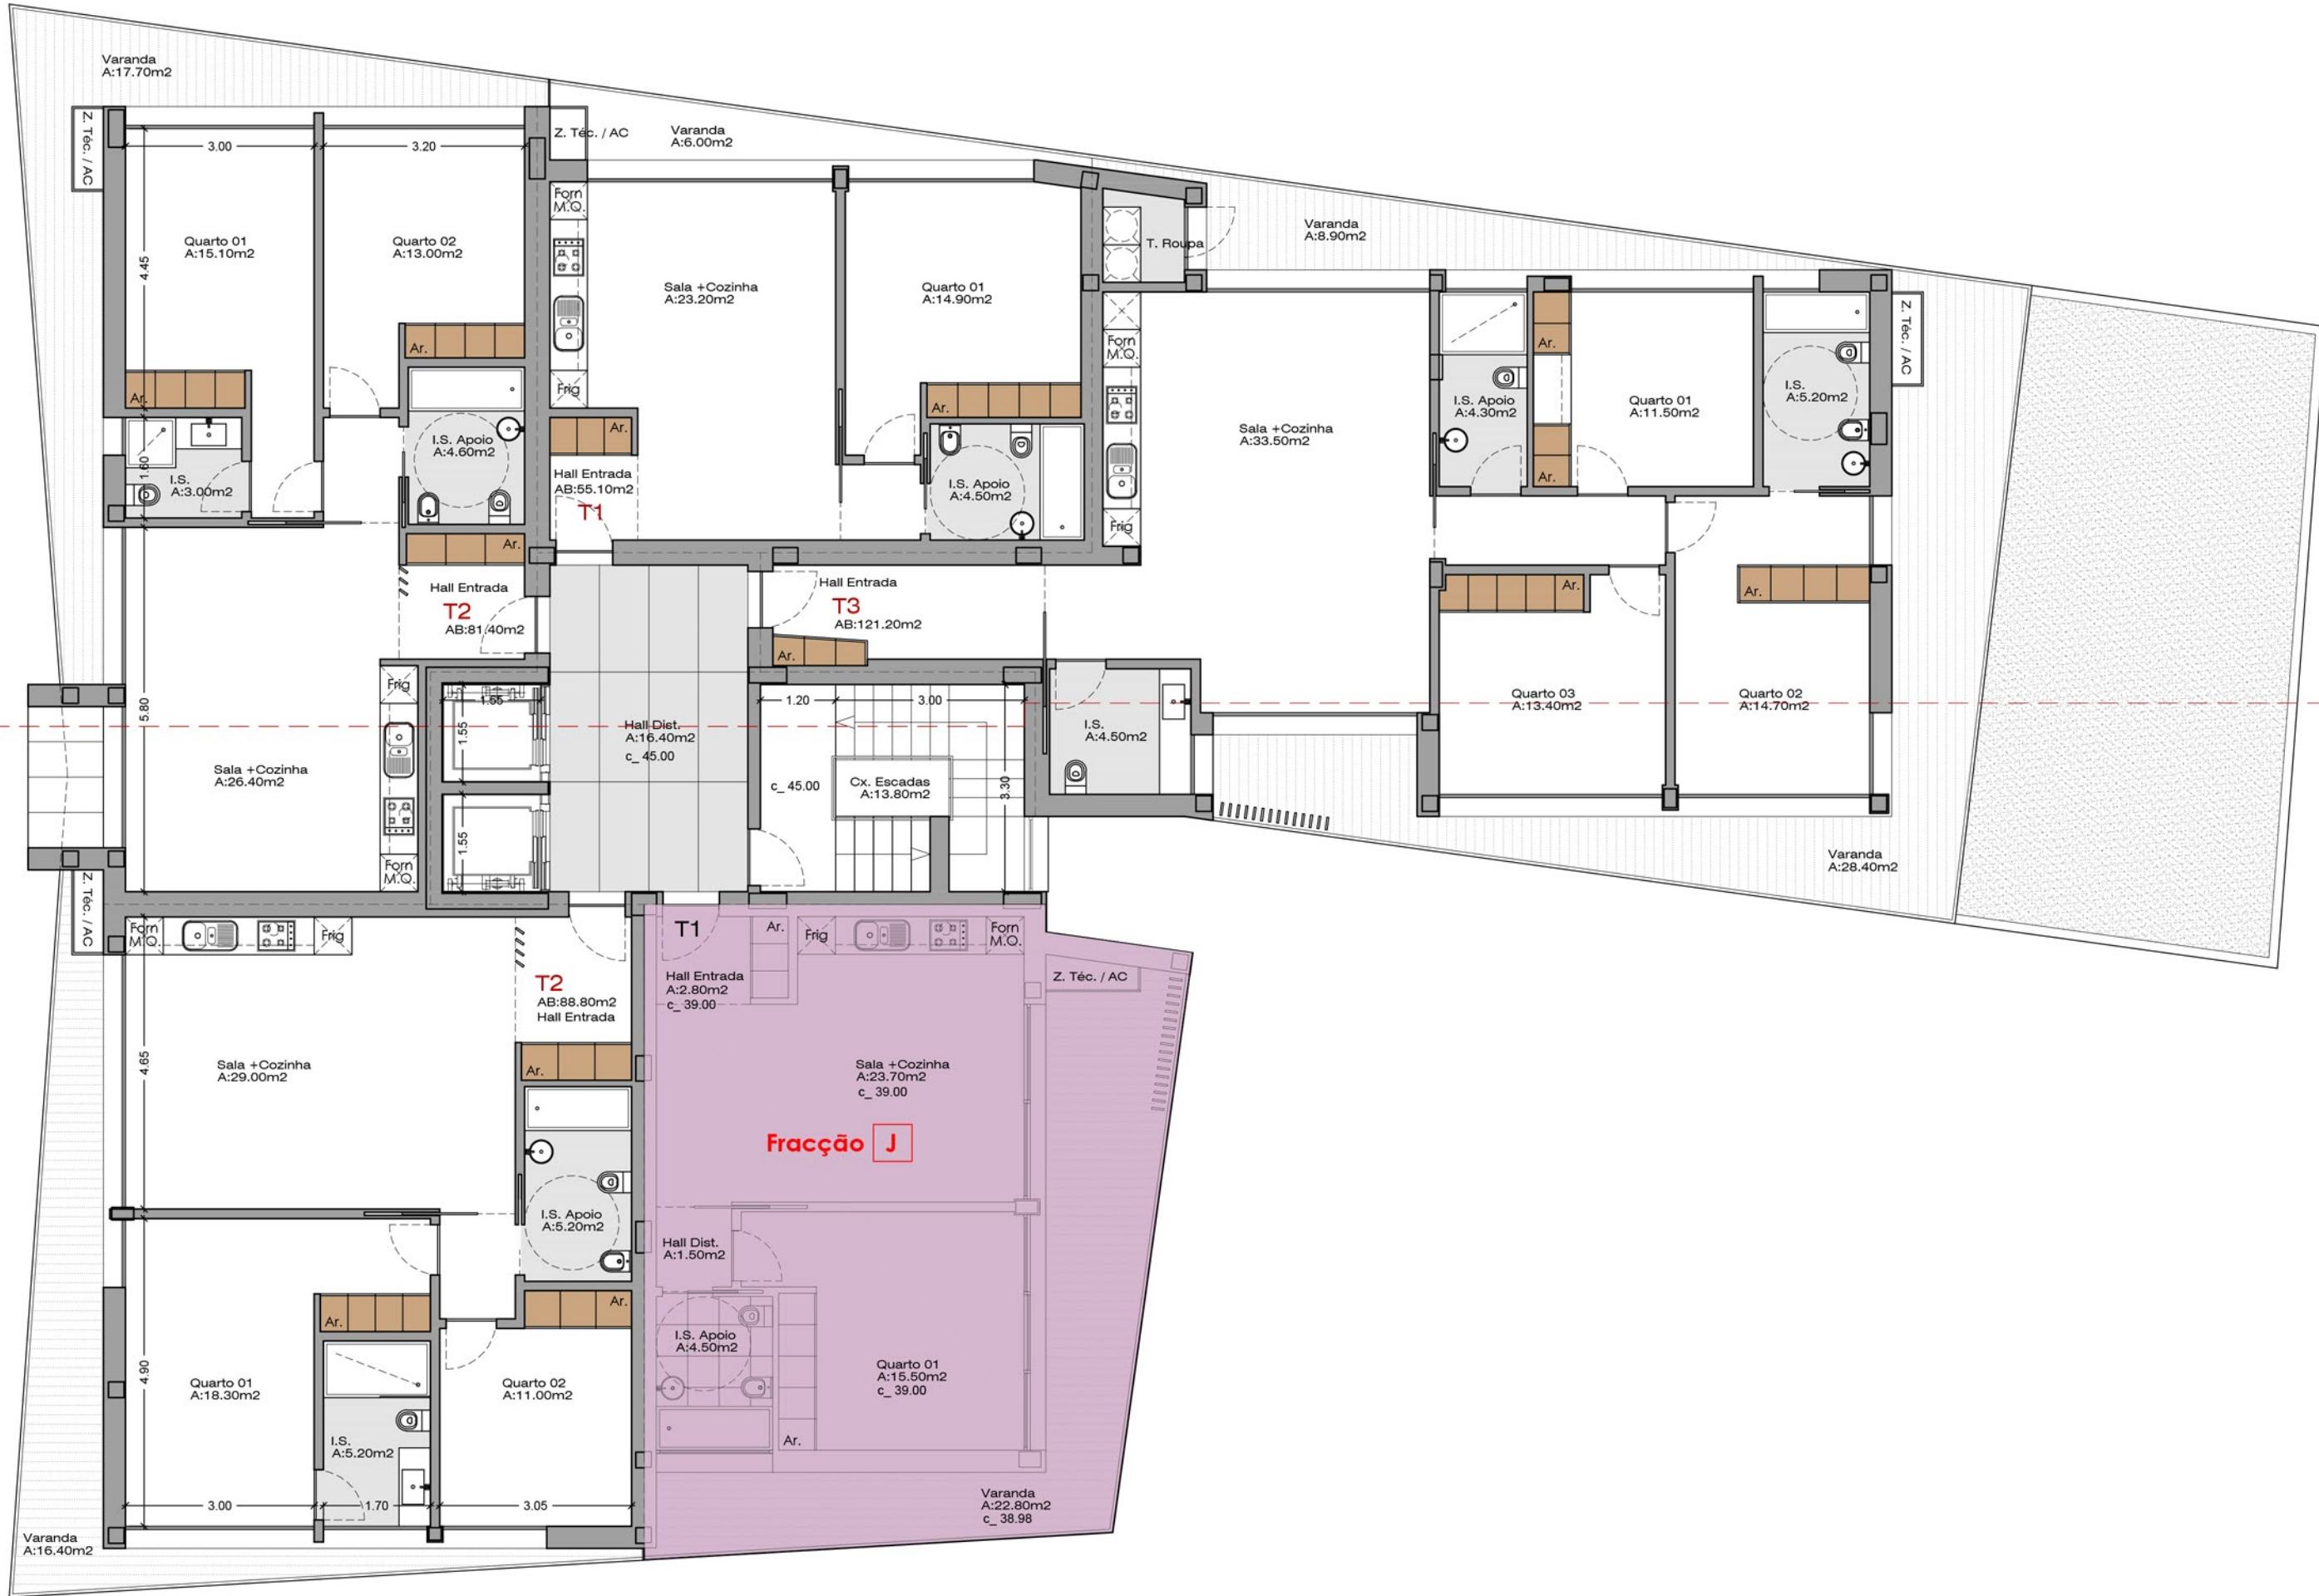 Varanda
A:17.70m2
Z. Téc. / AC
3.00
3.20
4.45
Quarto 01
A:15.10m2
Quarto 02
A:13.00m2
Ar.
Ar.
1.60
I.S.
A:3.00m2
I.S. Apoio
A:4.60m2
Ar.
Hall Entrada
T2
AB:81.40m2
5.80
Sala +Cozinha
A:26.40m2
Frig
Forn
M.Q.
Z. Téc. / AC
Z. Téc. / AC
Varanda
A:6.00m2
Forn
M.Q.
Sala +Cozinha
A:23.20m2
Quarto 01
A:14.90m2
Frig
Ar.
Ar.
Hall Entrada
AB:55.10m2
T1
I.S. Apoio
A:4.50m2
T. Roupa
Varanda
A:8.90m2
Forn
M.Q.
Sala +Cozinha
A:33.50m2
Frig
I.S. Apoio
A:4.30m2
Ar.
Quarto 01
A:11.50m2
Ar.
I.S.
A:5.20m2
Z. Téc. / AC
Hall Entrada
T3
AB:121.20m2
Ar.
Ar.
Ar.
Quarto 03
A:13.40m2
Quarto 02
A:14.70m2
I.S.
A:4.50m2
Varanda
A:28.40m2
1.55
1.55
1.55
Hall Dist.
A:16.40m2
c_ 45.00
1.20
3.00
c_ 45.00
Cx. Escadas
A:13.80m2
3.30
Forn
M.Q.
Frig
T2
AB:88.80m2
Hall Entrada
4.65
Sala +Cozinha
A:29.00m2
Ar.
I.S. Apoio
A:5.20m2
Ar.
Ar.
4.90
Quarto 01
A:18.30m2
Quarto 02
A:11.00m2
I.S.
A:5.20m2
3.00
1.70
3.05
Varanda
A:16.40m2
T1
Ar.
Frig
Forn
M.Q.
Hall Entrada
A:2.80m2
c_ 39.00
Z. Téc. / AC
Sala +Cozinha
A:23.70m2
c_ 39.00
Fracção J
Hall Dist.
A:1.50m2
I.S. Apoio
A:4.50m2
Quarto 01
A:15.50m2
c_ 39.00
Ar.
Varanda
A:22.80m2
c_ 38.98